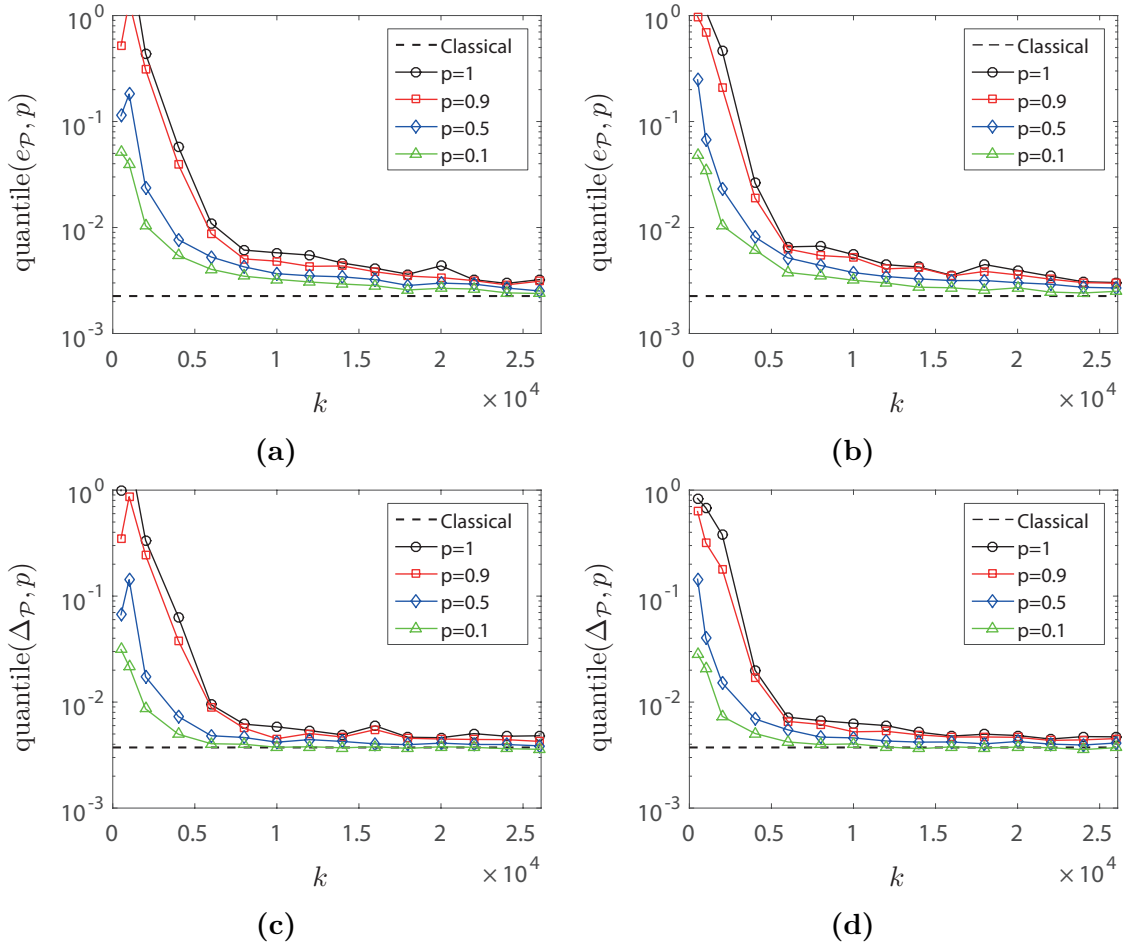 10^0
10^-1
10^-2
10^-3
quantile(e_𝒫, p)
Classical
p=1
p=0.9
p=0.5
p=0.1
0 0.5 1 1.5 2 2.5
×10^4
k
(a)
10^0
10^-1
10^-2
10^-3
quantile(e_𝒫, p)
Classical
p=1
p=0.9
p=0.5
p=0.1
0 0.5 1 1.5 2 2.5
×10^4
k
(b)
10^0
10^-1
10^-2
10^-3
quantile(Δ_𝒫, p)
Classical
p=1
p=0.9
p=0.5
p=0.1
0 0.5 1 1.5 2 2.5
×10^4
k
(c)
10^0
10^-1
10^-2
10^-3
quantile(Δ_𝒫, p)
Classical
p=1
p=0.9
p=0.5
p=0.1
0 0.5 1 1.5 2 2.5
×10^4
k
(d)